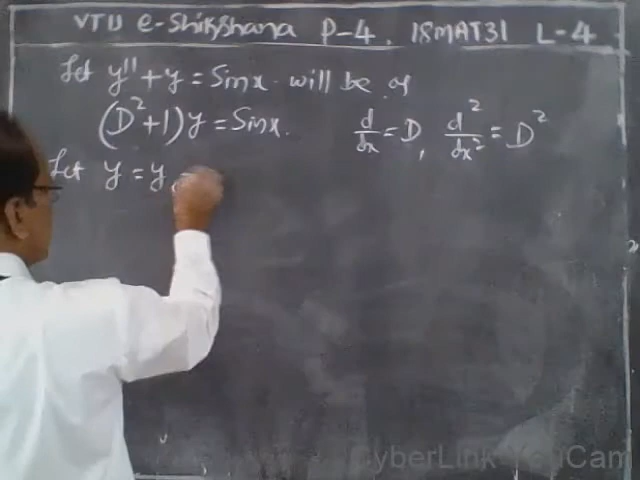 VTU e-Shikshana P-4, 18MAT31 L-4
Let y'' + y = Sinx will be as
(D² + 1) y = Sinx. d/dx = D, d²/dx² = D²
Let y = y
CyberLink YouCam